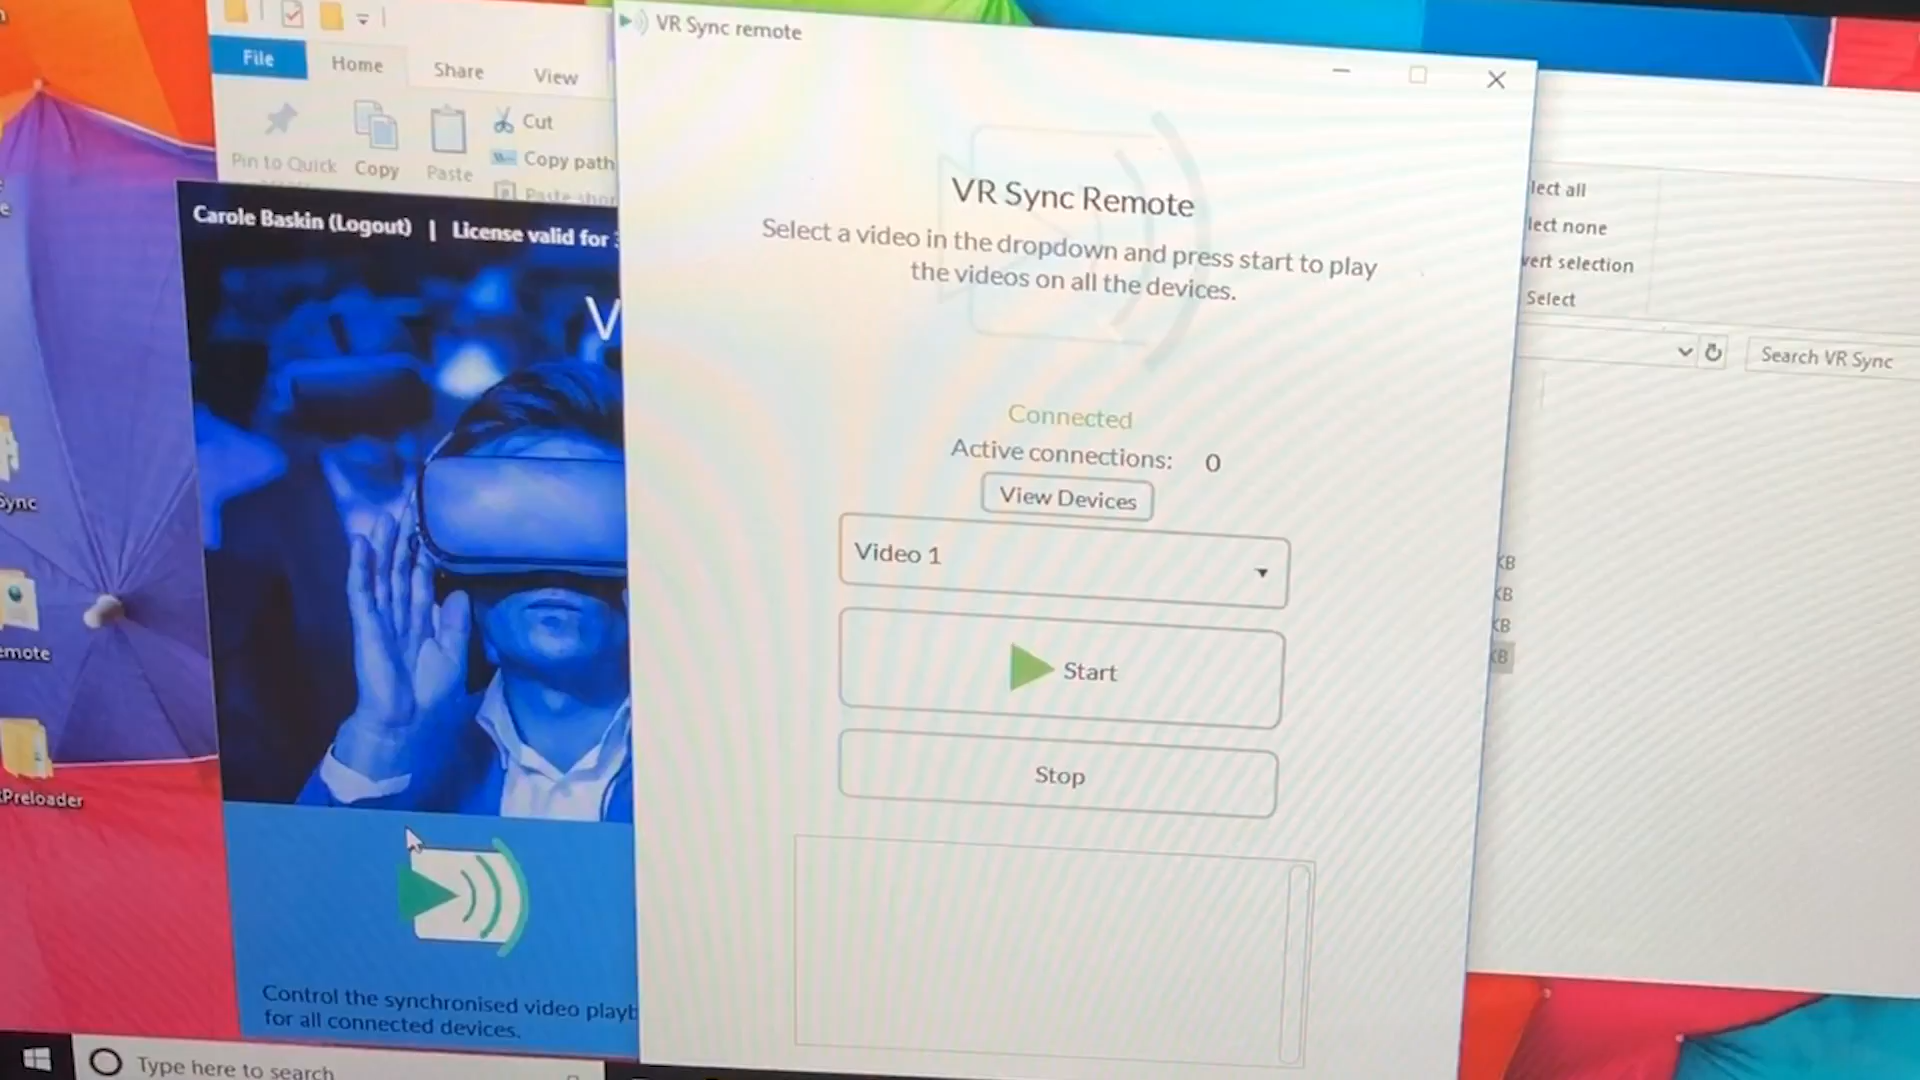 VR Sync remote
File
Home
Share
View
Pin to Quick
Copy
Paste
Cut
Copy path
Carole Baskin (Logout) | License valid for
V
Control the synchronised video playb
for all connected devices.
VR Sync Remote
Select a video in the dropdown and press start to play
the videos on all the devices.
Connected
Active connections: 0
View Devices
Video 1
Start
Stop
lect all
lect none
vert selection
Select
Search VR Sync
KB
KB
KB
KB
Sync
emote
tPreloader
Type here to search